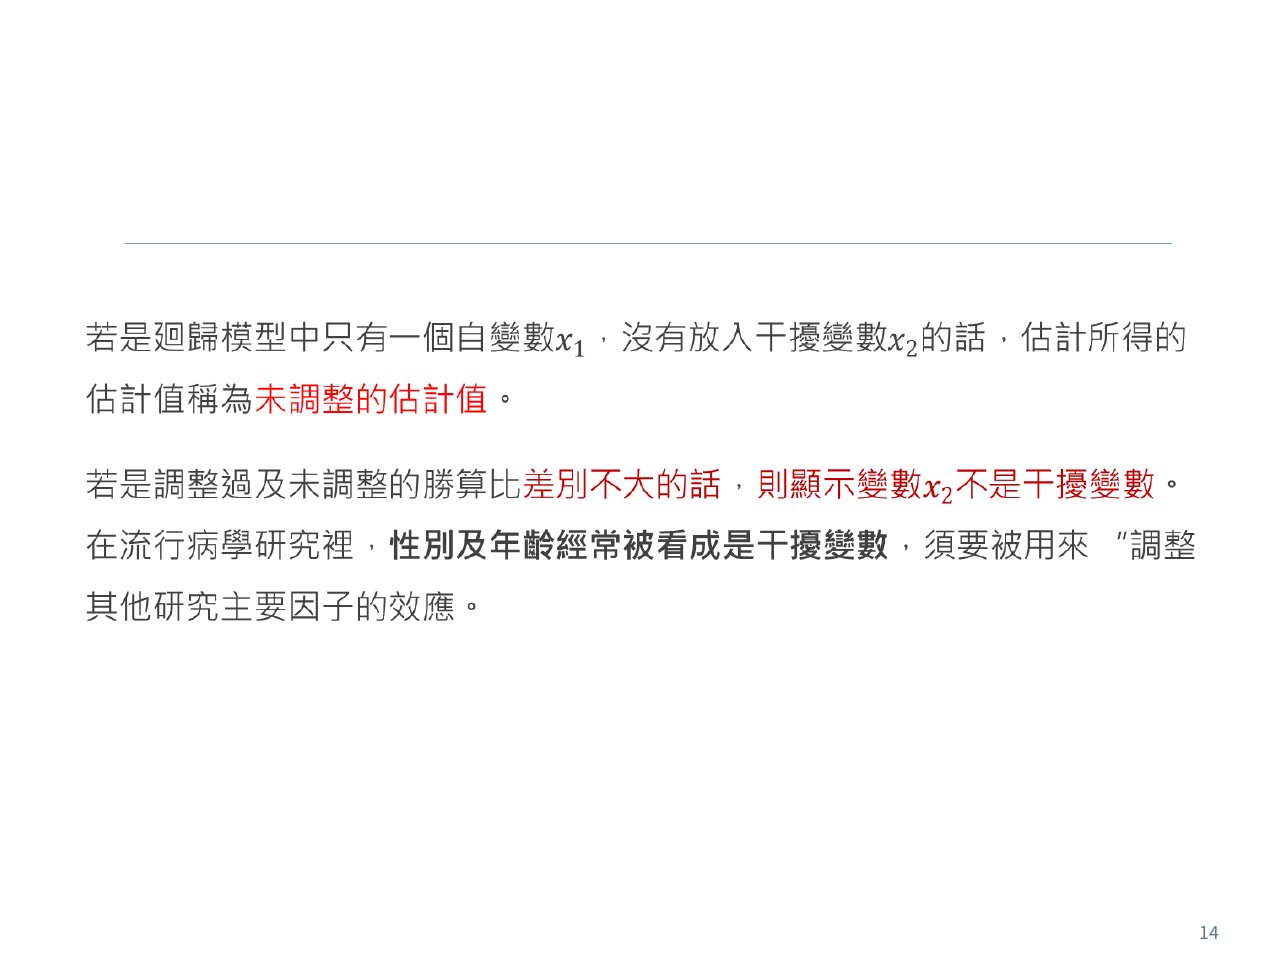 若是迴歸模型中只有一個自變數x₁，沒有放入干擾變數x₂的話，估計所得的
估計值稱為未調整的估計值。
若是調整過及未調整的勝算比差別不大的話，則顯示變數x₂不是干擾變數。
在流行病學研究裡，性別及年齡經常被看成是干擾變數，須要被用來 〞調整
其他研究主要因子的效應。
14